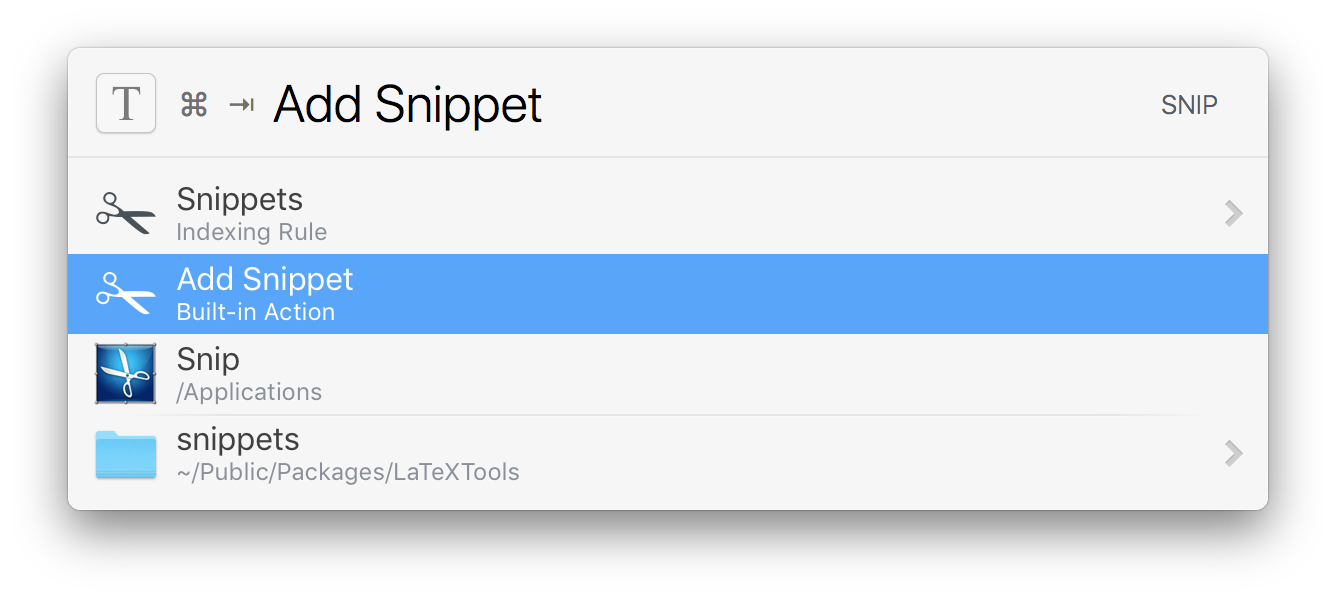 T ⌘ ⇥ Add Snippet SNIP
Snippets
Indexing Rule
Add Snippet
Built-in Action
Snip
/Applications
snippets
~/Public/Packages/LaTeXTools